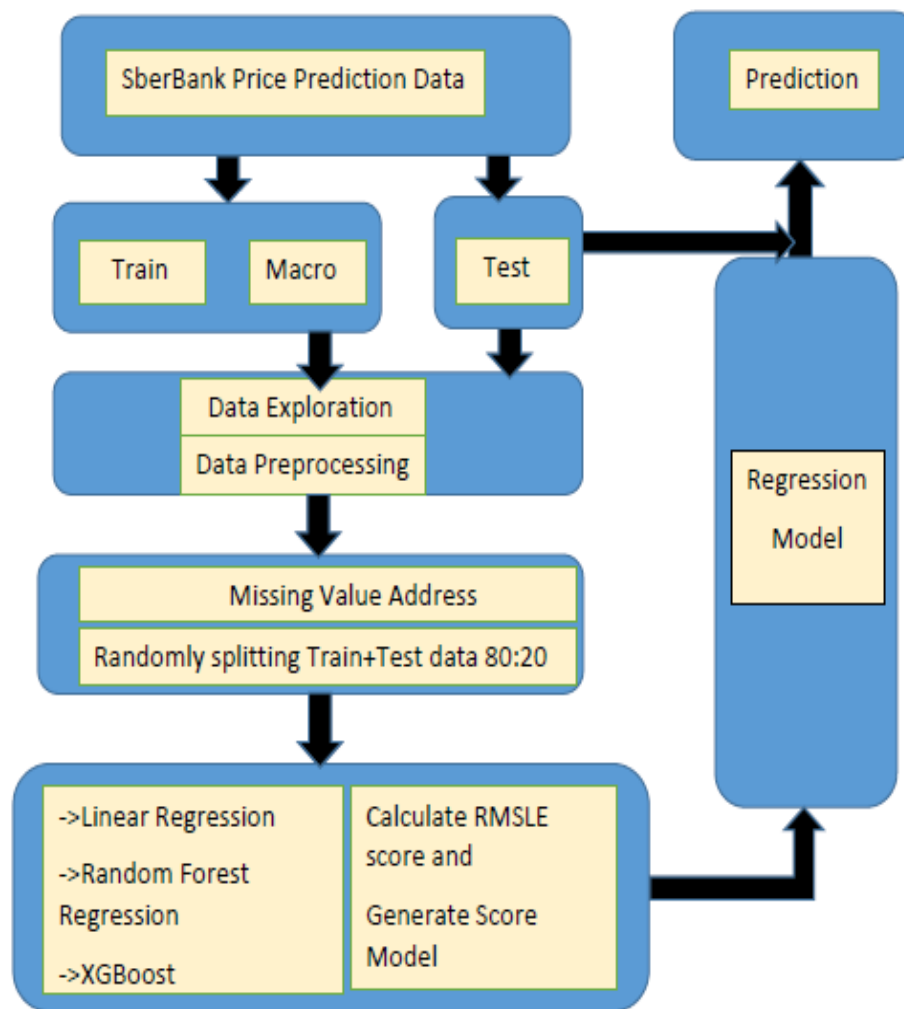 SberBank Price Prediction Data
Prediction
Train
Macro
Test
Data Exploration
Data Preprocessing
Regression
Model
Missing Value Address
Randomly splitting Train+Test data 80:20
->Linear Regression
->Random Forest
Regression
->XGBoost
Calculate RMSLE
score and
Generate Score
Model